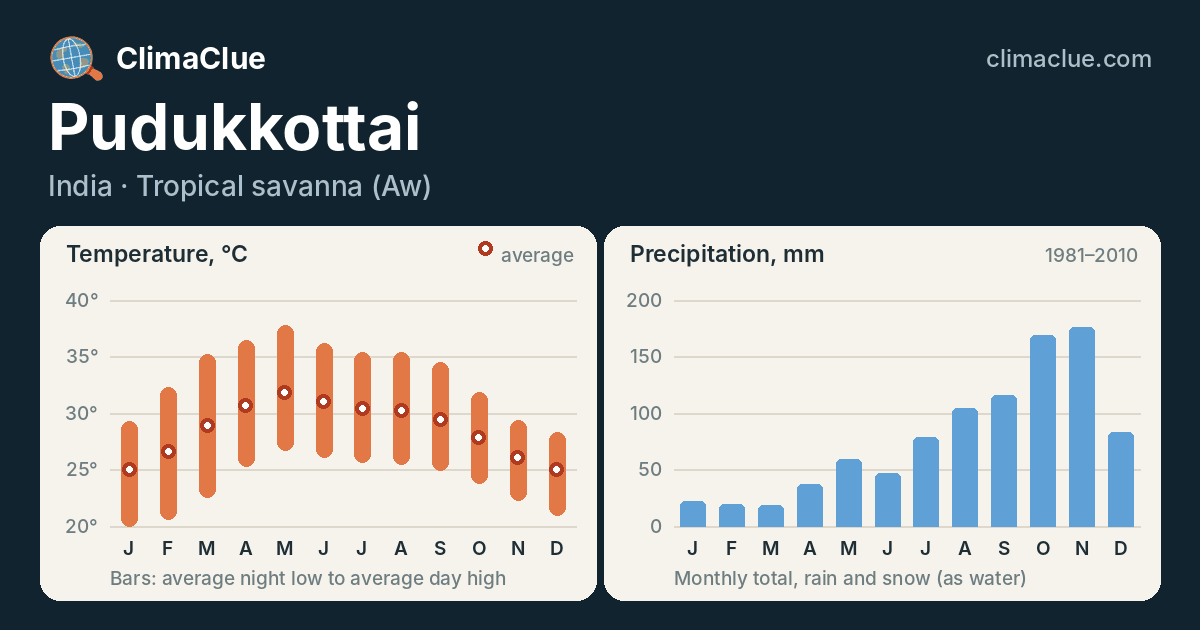 ClimaClue
climaclue.com
Pudukkottai
India · Tropical savanna (Aw)
Temperature, °C
average
40°
35°
30°
25°
20°
J F M A M J J A S O N D
Bars: average night low to average day high
Precipitation, mm
1981–2010
200
150
100
50
0
J F M A M J J A S O N D
Monthly total, rain and snow (as water)